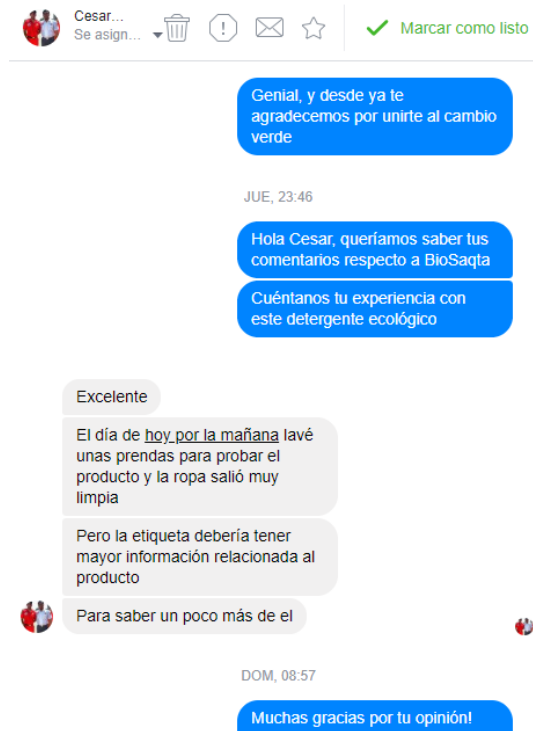 Cesar...
Se asign...
Marcar como listo
Genial, y desde ya te
agradecemos por unirte al cambio
verde
JUE, 23:46
Hola Cesar, queríamos saber tus
comentarios respecto a BioSaqta
Cuéntanos tu experiencia con
este detergente ecológico
Excelente
El día de hoy por la mañana lavé
unas prendas para probar el
producto y la ropa salió muy
limpia
Pero la etiqueta debería tener
mayor información relacionada al
producto
Para saber un poco más de el
DOM, 08:57
Muchas gracias por tu opinión!